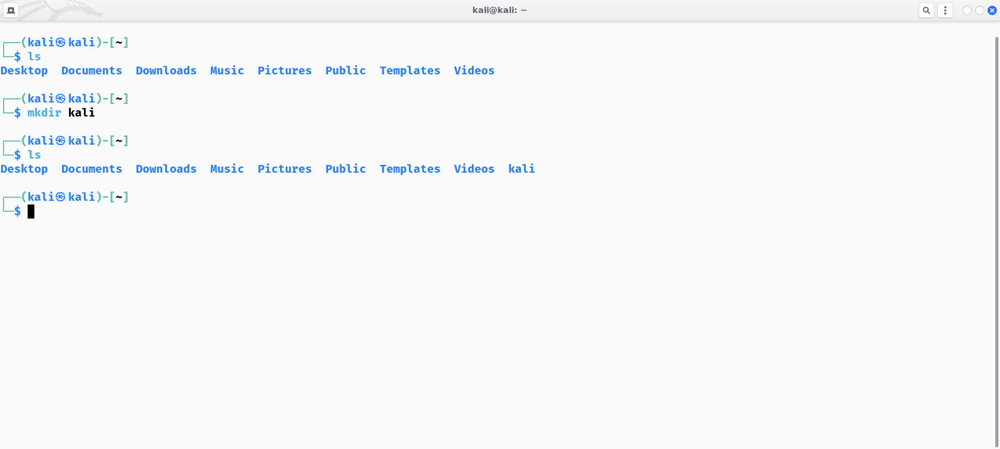 kali@kali: ~
┌──(kali㉿kali)-[~]
└─$ ls
Desktop  Documents  Downloads  Music  Pictures  Public  Templates  Videos
┌──(kali㉿kali)-[~]
└─$ mkdir kali
┌──(kali㉿kali)-[~]
└─$ ls
Desktop  Documents  Downloads  Music  Pictures  Public  Templates  Videos  kali
┌──(kali㉿kali)-[~]
└─$